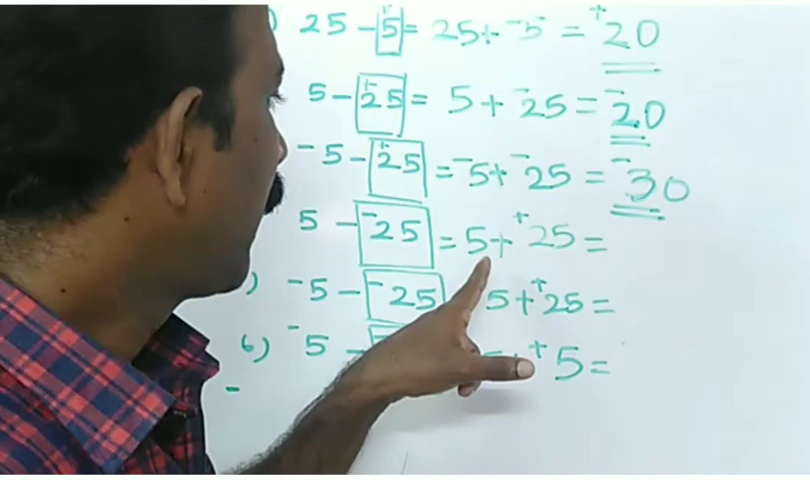 ) 25 - ⁺5 = 25 + ⁻5 = ⁺20
5 - ⁺25 = 5 + ⁻25 = ⁻20
⁻5 - ⁺25 = ⁻5 + ⁻25 = ⁻30
5 - ⁻25 = 5 + ⁺25 =
) ⁻5 - ⁻25 5 + ⁺25 =
6) ⁻5 - ⁺5 =